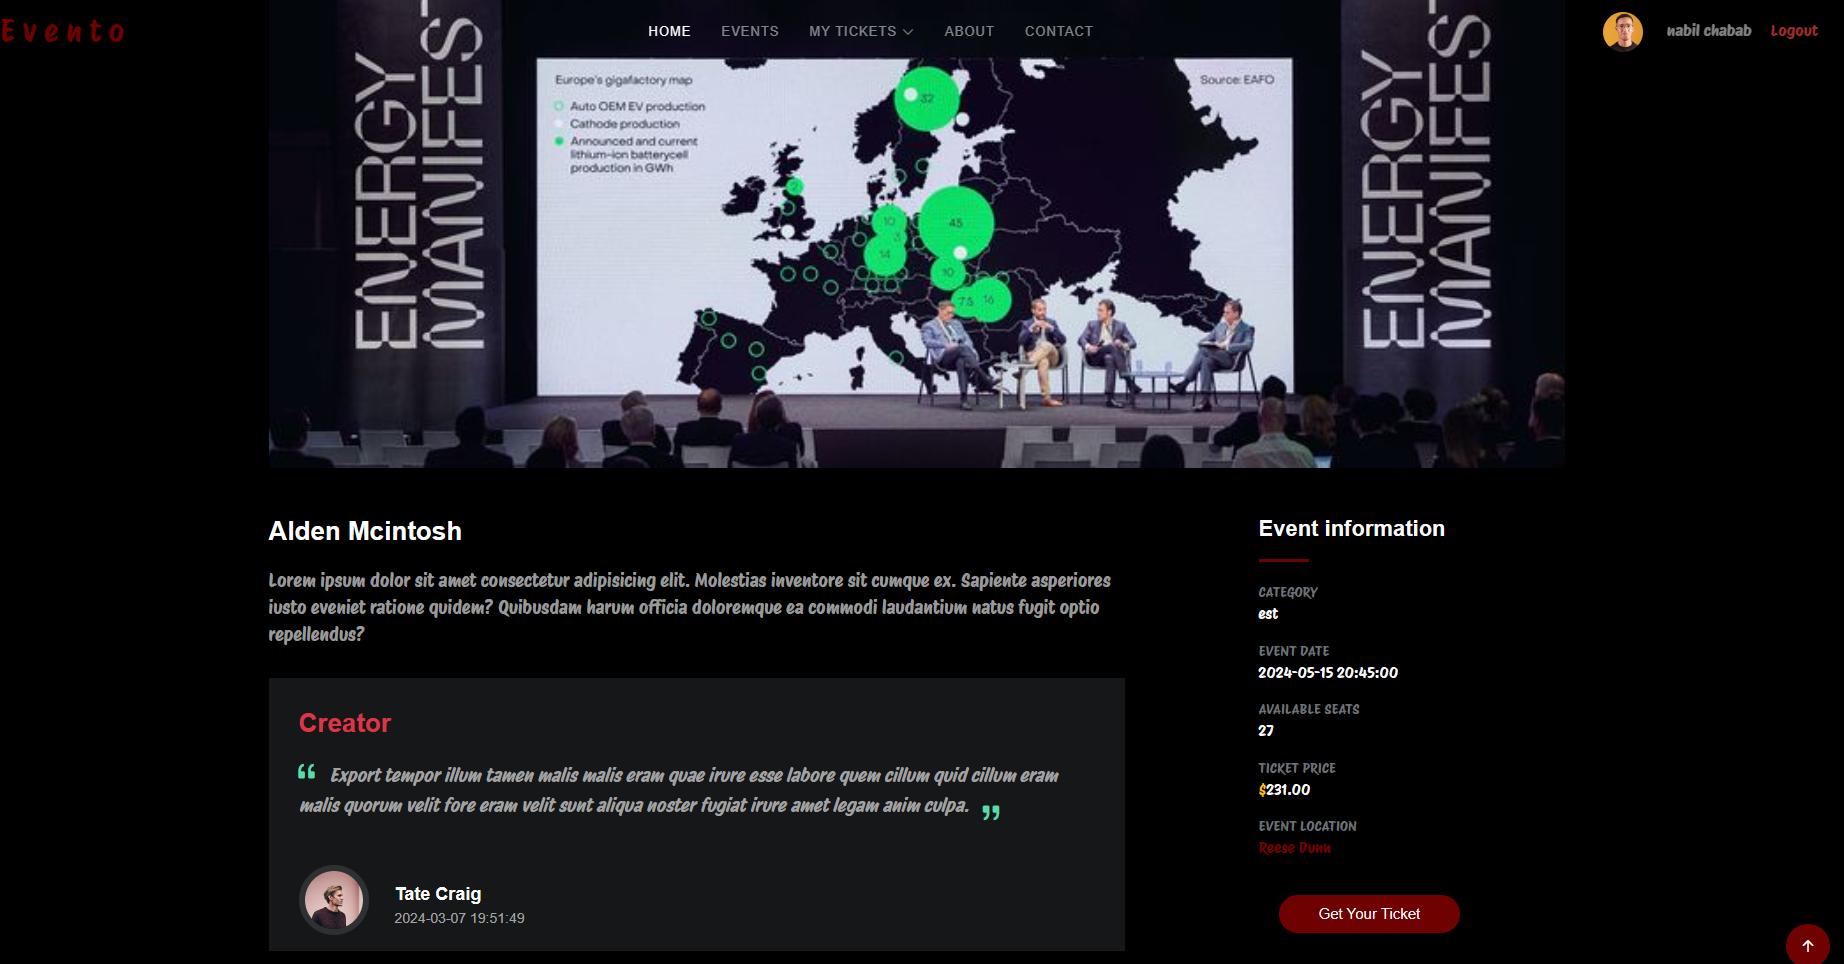 Evento
HOME EVENTS MY TICKETS ABOUT CONTACT
nabil chabab Logout
ENERGY
MANIFEST
Europe's gigafactory map
Source: EAFO
Auto OEM EV production
Cathode production
Announced and current
lithium-ion batterycell
production in GWh
32
2
10
45
3
14
10
7.5
16
ENERGY
MANIFES
Alden Mcintosh
Lorem ipsum dolor sit amet consectetur adipisicing elit. Molestias inventore sit cumque ex. Sapiente asperiores
iusto eveniet ratione quidem? Quibusdam harum officia doloremque ea commodi laudantium natus fugit optio
repellendus?
Creator
“ Export tempor illum tamen malis malis eram quae irure esse labore quem cillum quid cillum eram
malis quorum velit fore eram velit sunt aliqua noster fugiat irure amet legam anim culpa. ”
Tate Craig
2024-03-07 19:51:49
Event information
CATEGORY
est
EVENT DATE
2024-05-15 20:45:00
AVAILABLE SEATS
27
TICKET PRICE
$231.00
EVENT LOCATION
Reese Dunn
Get Your Ticket